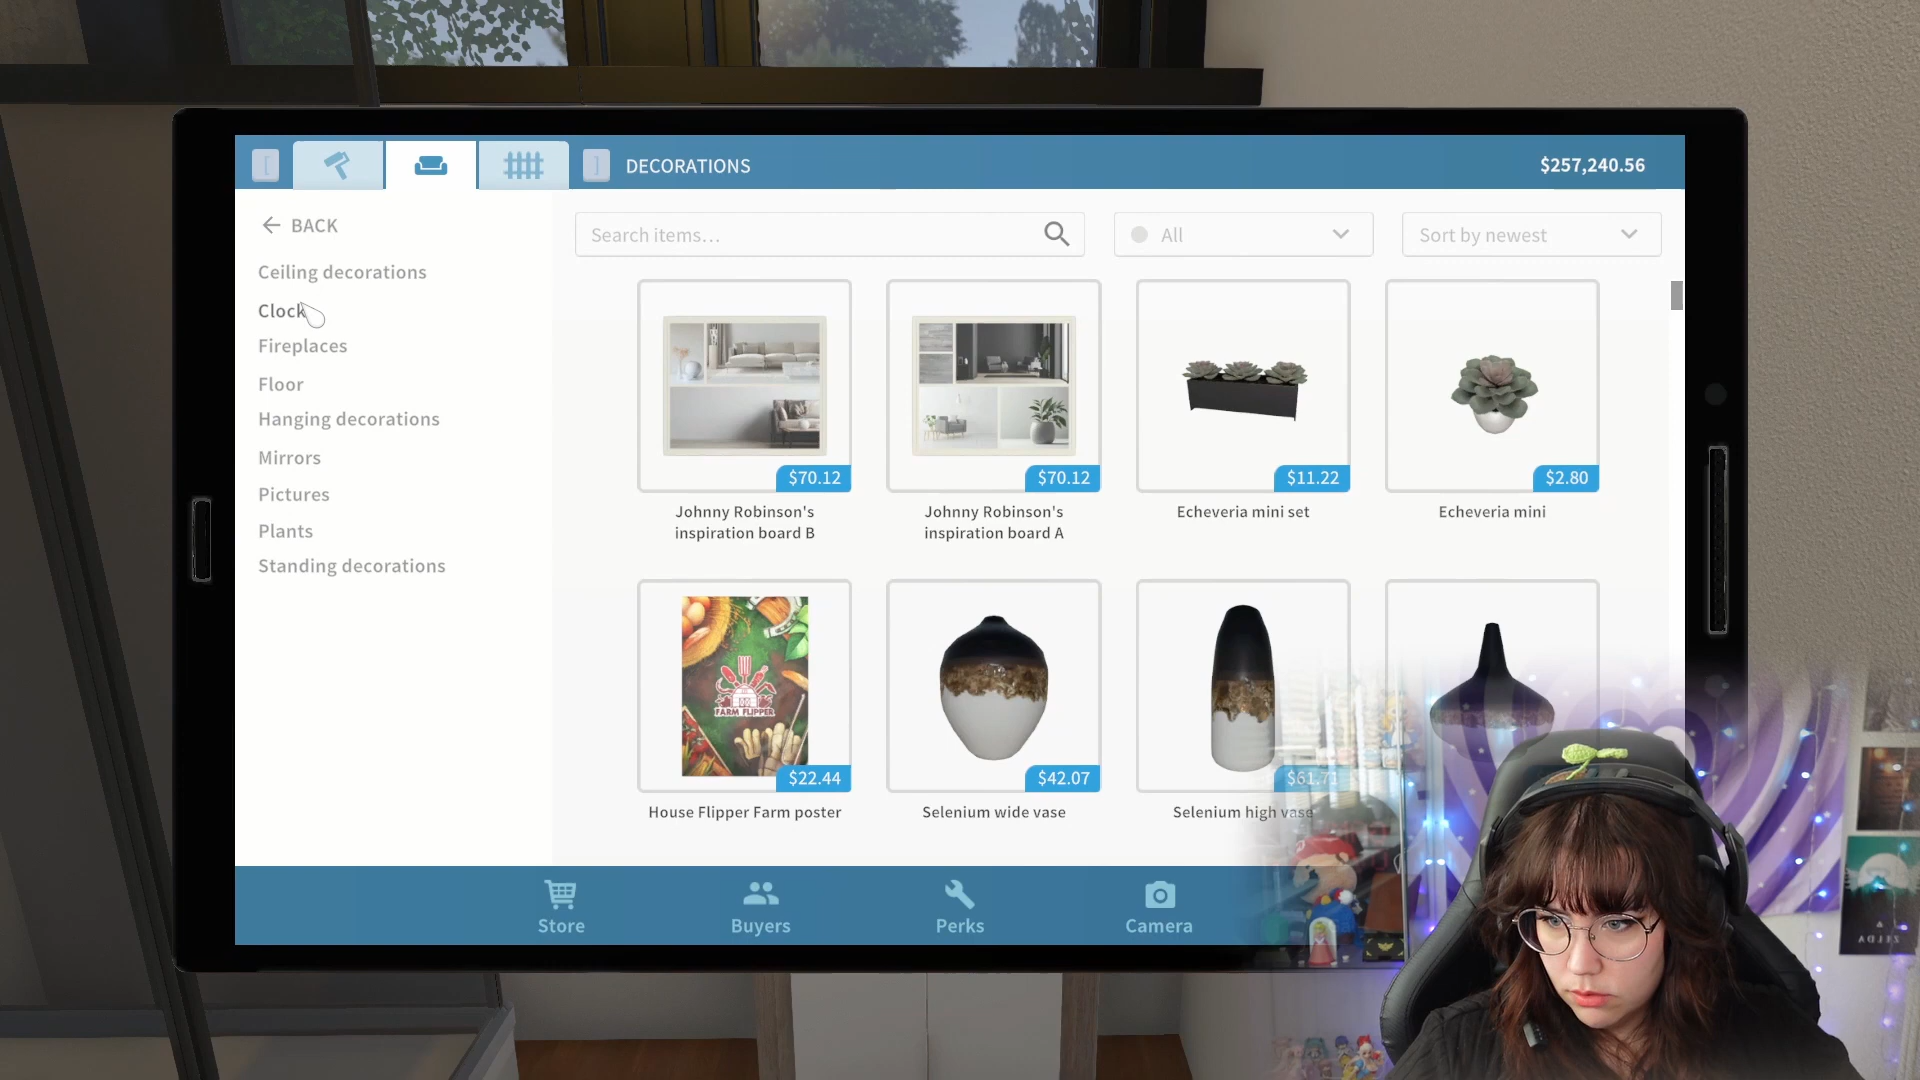 [
]
DECORATIONS
$257,240.56
BACK
Search items...
All
Sort by newest
Ceiling decorations
Clock
Fireplaces
Floor
Hanging decorations
Mirrors
Pictures
Plants
Standing decorations
$70.12
$70.12
$11.22
$2.80
Johnny Robinson's
inspiration board B
Johnny Robinson's
inspiration board A
Echeveria mini set
Echeveria mini
FARM FLIPPER
$22.44
$42.07
$61.71
House Flipper Farm poster
Selenium wide vase
Selenium high vase
Store
Buyers
Perks
Camera
ZELDA